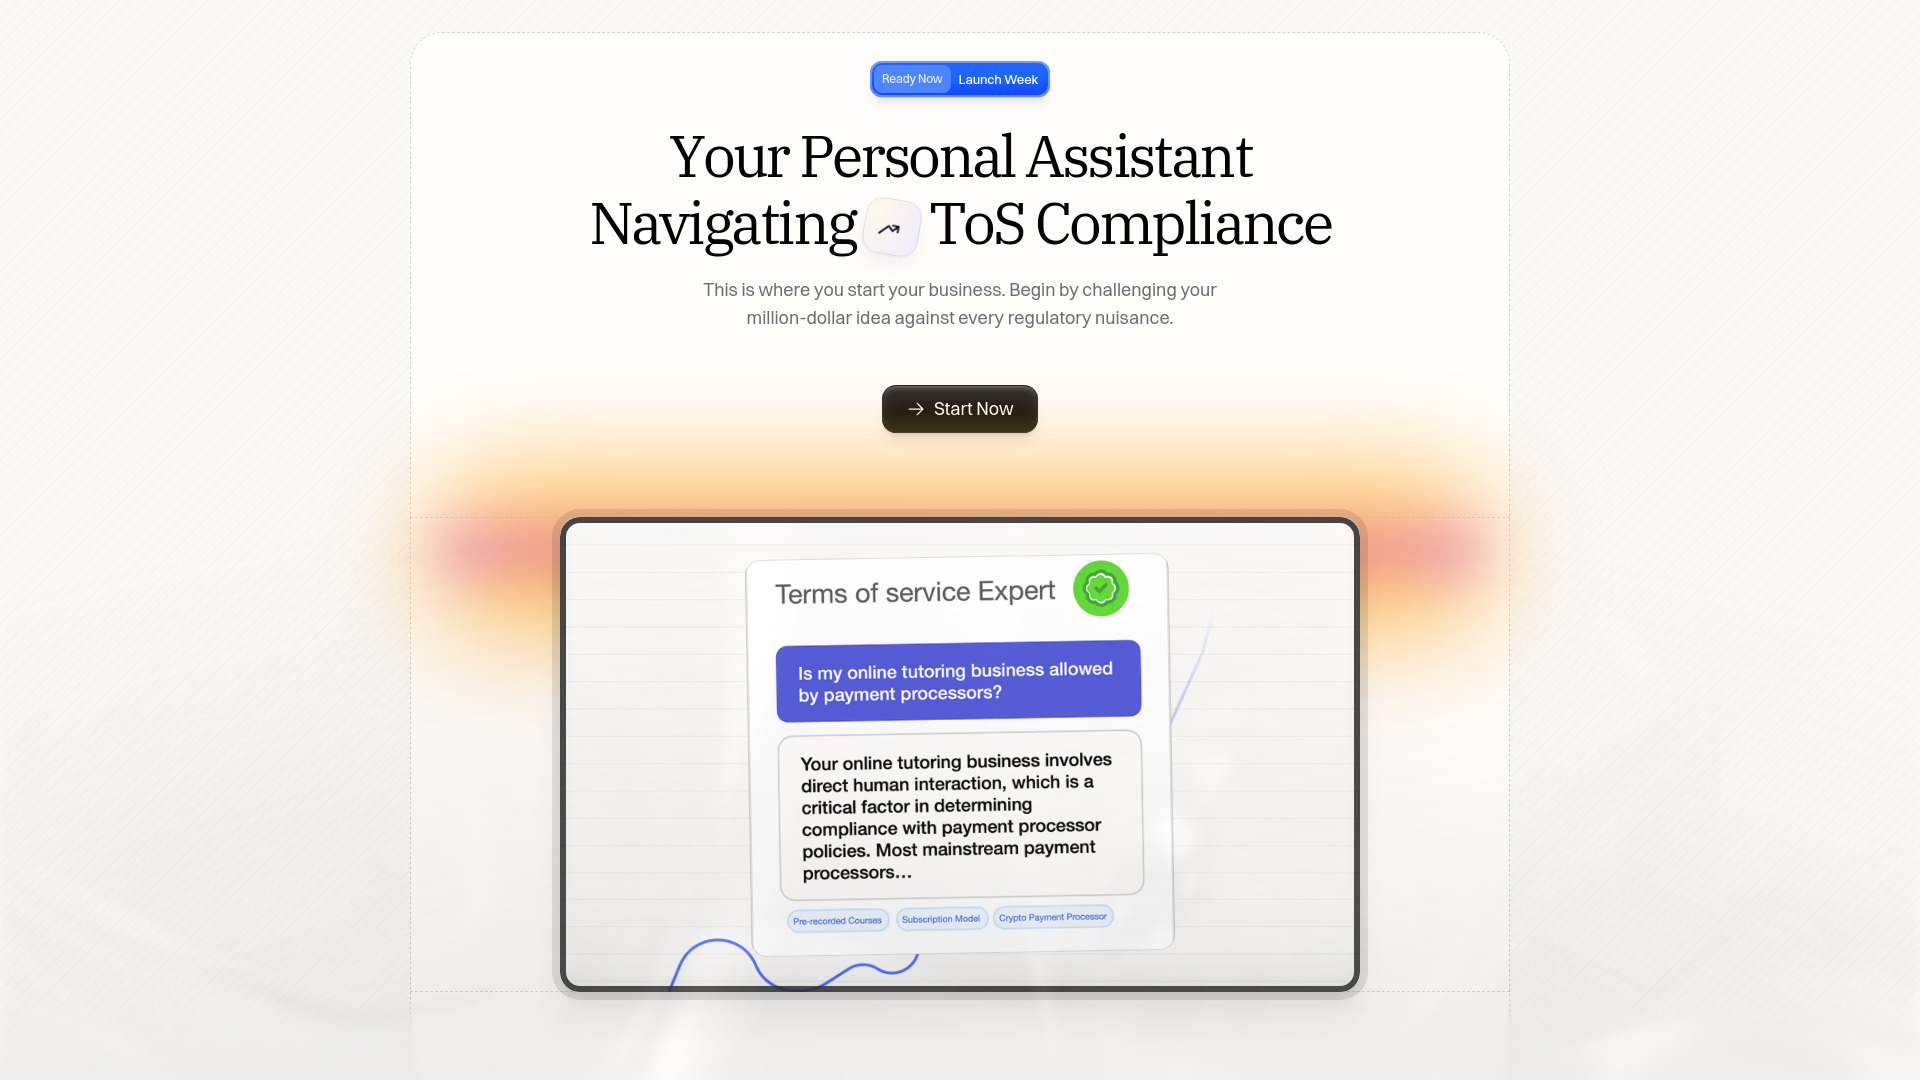 Ready Now Launch Week
Your Personal Assistant
Navigating ToS Compliance
This is where you start your business. Begin by challenging your
million-dollar idea against every regulatory nuisance.
Start Now
Terms of service Expert
Is my online tutoring business allowed
by payment processors?
Your online tutoring business involves
direct human interaction, which is a
critical factor in determining
compliance with payment processor
policies. Most mainstream payment
processors...
Pre-recorded Courses Subscription Model Crypto Payment Processor